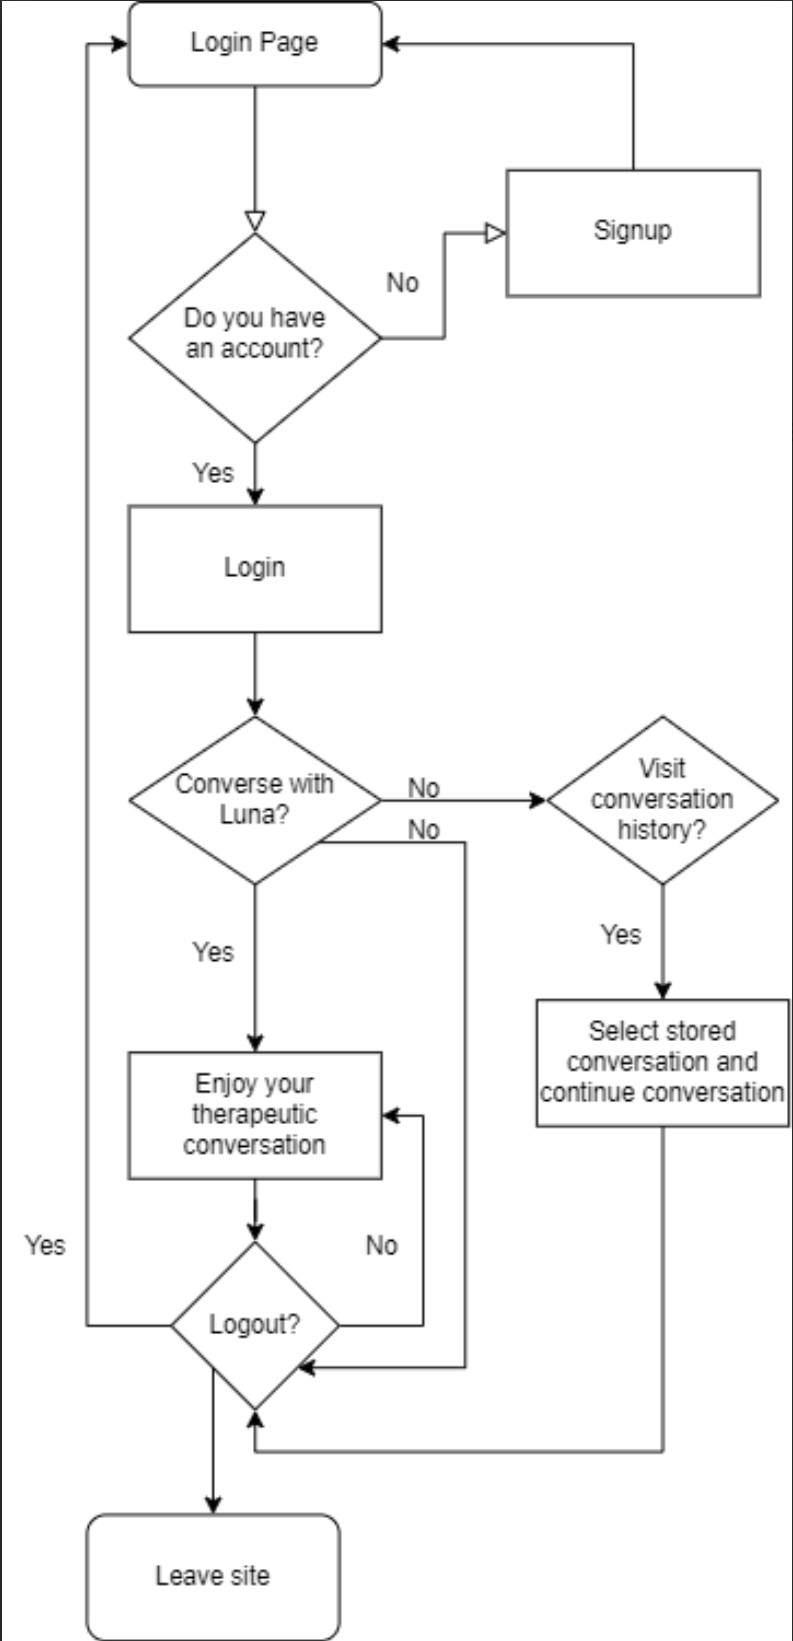 Login Page
Signup
No
Do you have
an account?
Yes
Login
Converse with
Luna?
No
No
Visit
conversation
history?
Yes
Yes
Select stored
conversation and
continue conversation
Enjoy your
therapeutic
conversation
Yes
No
Logout?
Leave site